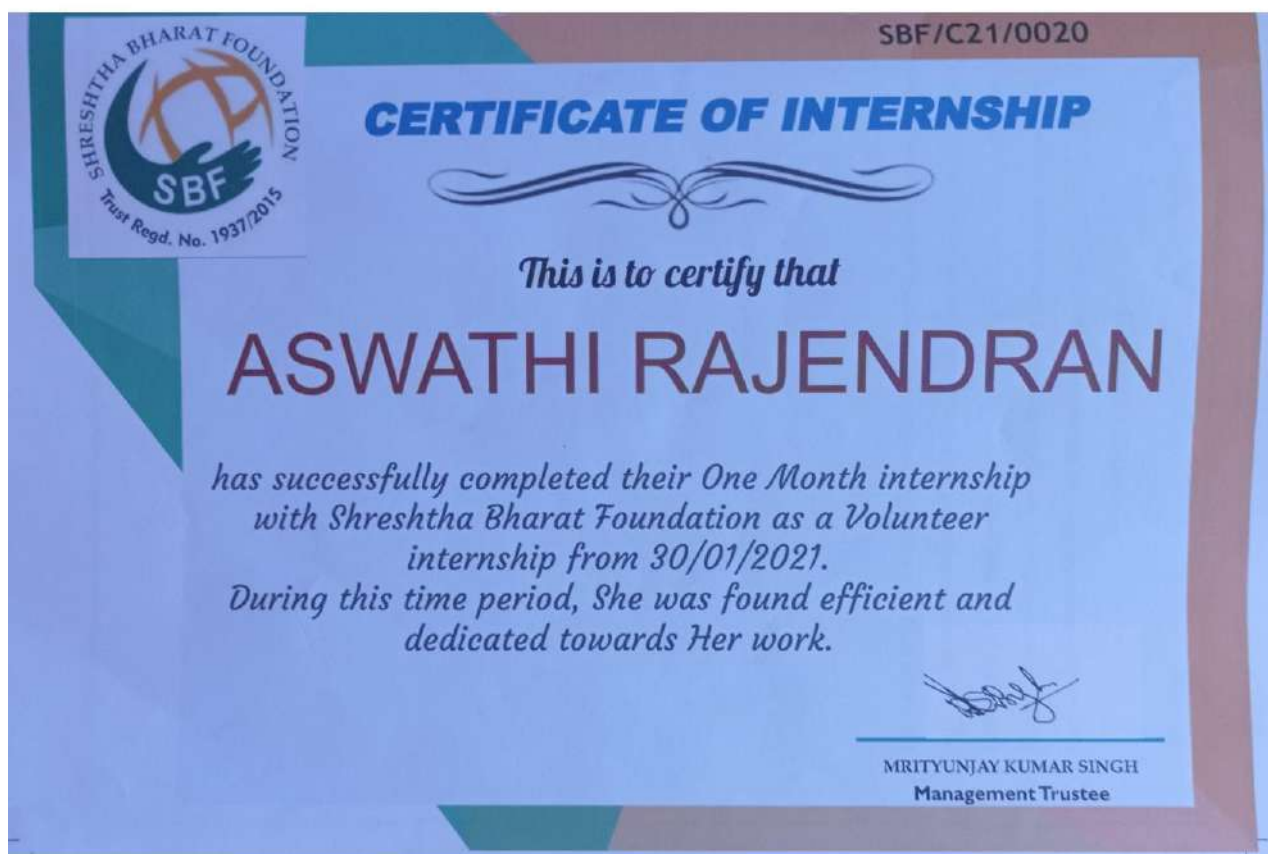 SBF/C21/0020
SHRESHTHA BHARAT FOUNDATION
SBF
Trust Regd. No. 1937/2015
CERTIFICATE OF INTERNSHIP
This is to certify that
ASWATHI RAJENDRAN
has successfully completed their One Month internship
with Shreshtha Bharat Foundation as a Volunteer
internship from 30/01/2021.
During this time period, She was found efficient and
dedicated towards Her work.
MRITYUNJAY KUMAR SINGH
Management Trustee